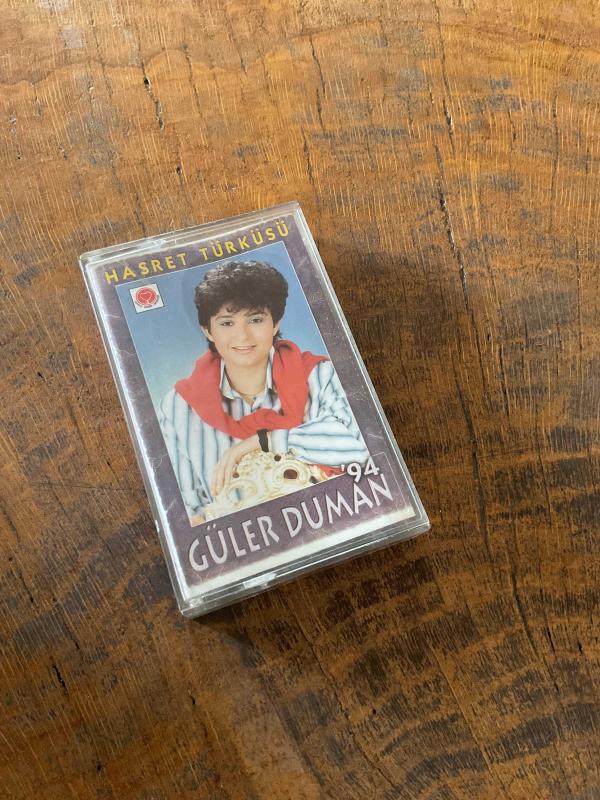 HASRET TÜRKÜSÜ
'94
GÜLER DUMAN